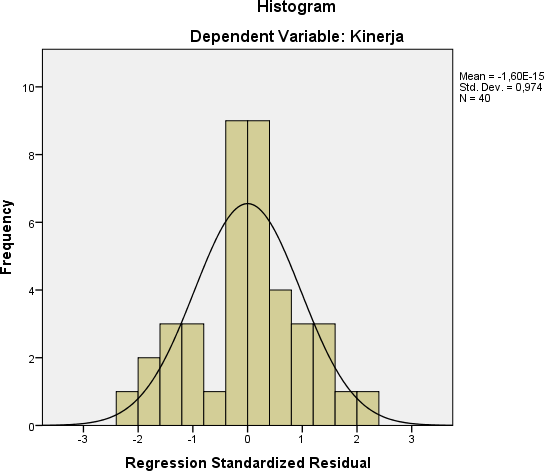 Histogram
Dependent Variable: Kinerja
Mean = -1,60E-15
Std. Dev. = 0,974
N = 40
Frequency
10
8
6
4
2
0
-3 -2 -1 0 1 2 3
Regression Standardized Residual